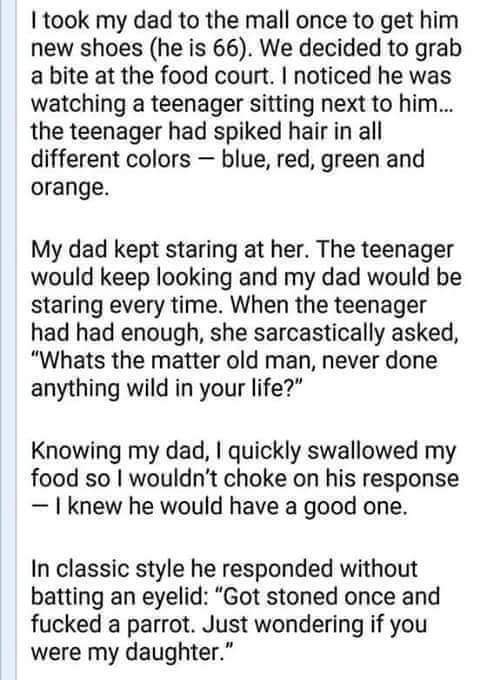 I took my dad to the mall once to get him
new shoes (he is 66). We decided to grab
a bite at the food court. I noticed he was
watching a teenager sitting next to him...
the teenager had spiked hair in all
different colors — blue, red, green and
orange.
My dad kept staring at her. The teenager
would keep looking and my dad would be
staring every time. When the teenager
had had enough, she sarcastically asked,
"Whats the matter old man, never done
anything wild in your life?"
Knowing my dad, I quickly swallowed my
food so I wouldn't choke on his response
— I knew he would have a good one.
In classic style he responded without
batting an eyelid: "Got stoned once and
fucked a parrot. Just wondering if you
were my daughter."